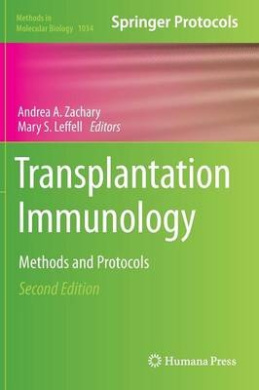 Methods in
Molecular Biology 1034
Springer Protocols
Andrea A. Zachary
Mary S. Leffell Editors
Transplantation
Immunology
Methods and Protocols
Second Edition
Humana Press